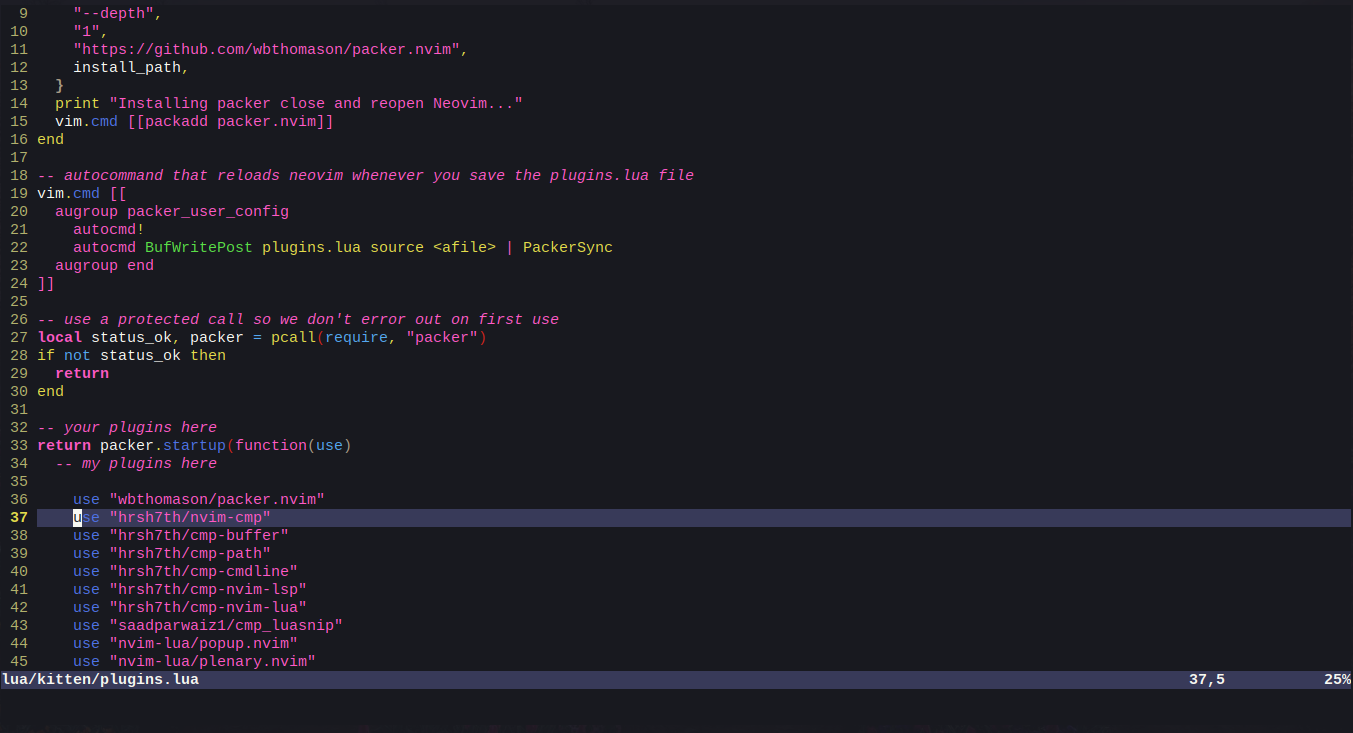 9     "--depth",
10     "1",
11     "https://github.com/wbthomason/packer.nvim",
12     install_path,
13   }
14   print "Installing packer close and reopen Neovim..."
15   vim.cmd [[packadd packer.nvim]]
16 end
17
18 -- autocommand that reloads neovim whenever you save the plugins.lua file
19 vim.cmd [[
20   augroup packer_user_config
21     autocmd!
22     autocmd BufWritePost plugins.lua source <afile> | PackerSync
23   augroup end
24 ]]
25
26 -- use a protected call so we don't error out on first use
27 local status_ok, packer = pcall(require, "packer")
28 if not status_ok then
29   return
30 end
31
32 -- your plugins here
33 return packer.startup(function(use)
34   -- my plugins here
35
36     use "wbthomason/packer.nvim"
37     use "hrsh7th/nvim-cmp"
38     use "hrsh7th/cmp-buffer"
39     use "hrsh7th/cmp-path"
40     use "hrsh7th/cmp-cmdline"
41     use "hrsh7th/cmp-nvim-lsp"
42     use "hrsh7th/cmp-nvim-lua"
43     use "saadparwaiz1/cmp_luasnip"
44     use "nvim-lua/popup.nvim"
45     use "nvim-lua/plenary.nvim"
lua/kitten/plugins.lua 37,5 25%